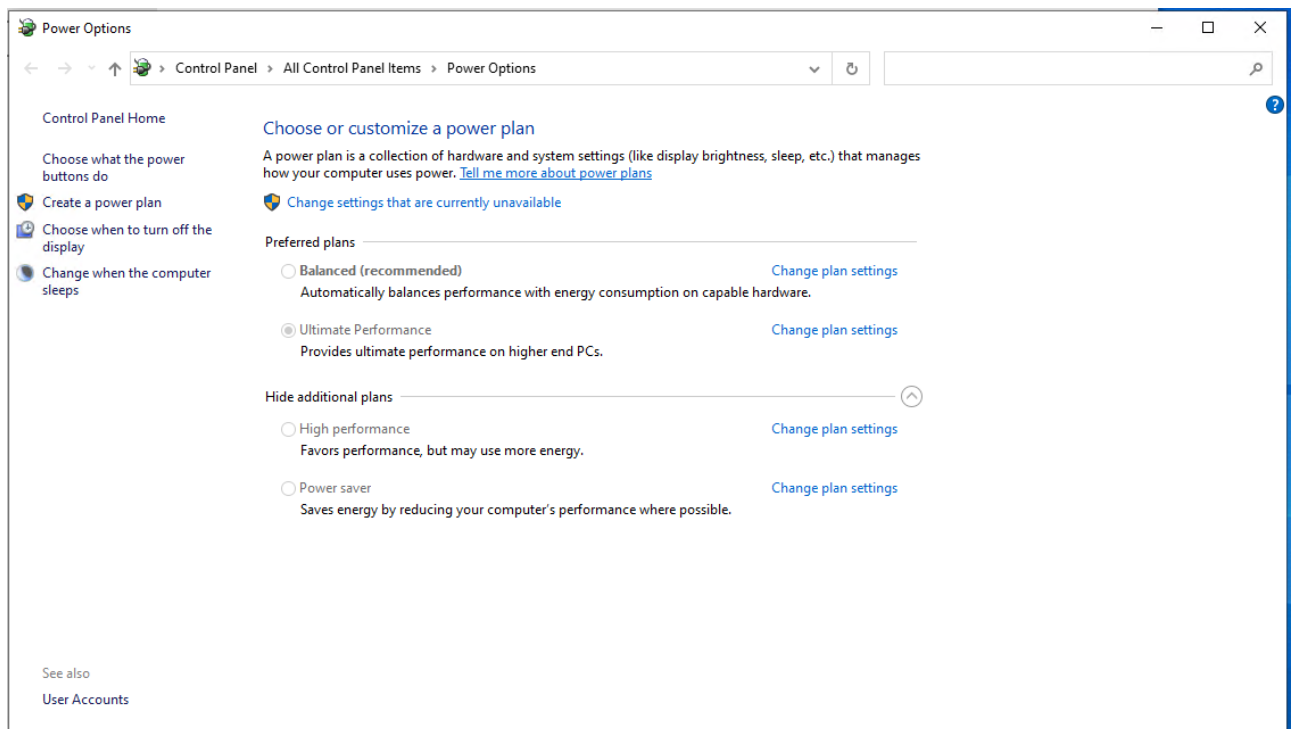 Power Options
Control Panel > All Control Panel Items > Power Options
Control Panel Home
Choose what the power
buttons do
Create a power plan
Choose when to turn off the
display
Change when the computer
sleeps
Choose or customize a power plan
A power plan is a collection of hardware and system settings (like display brightness, sleep, etc.) that manages
how your computer uses power. Tell me more about power plans
Change settings that are currently unavailable
Preferred plans
Balanced (recommended) Change plan settings
Automatically balances performance with energy consumption on capable hardware.
Ultimate Performance Change plan settings
Provides ultimate performance on higher end PCs.
Hide additional plans
High performance Change plan settings
Favors performance, but may use more energy.
Power saver Change plan settings
Saves energy by reducing your computer's performance where possible.
See also
User Accounts